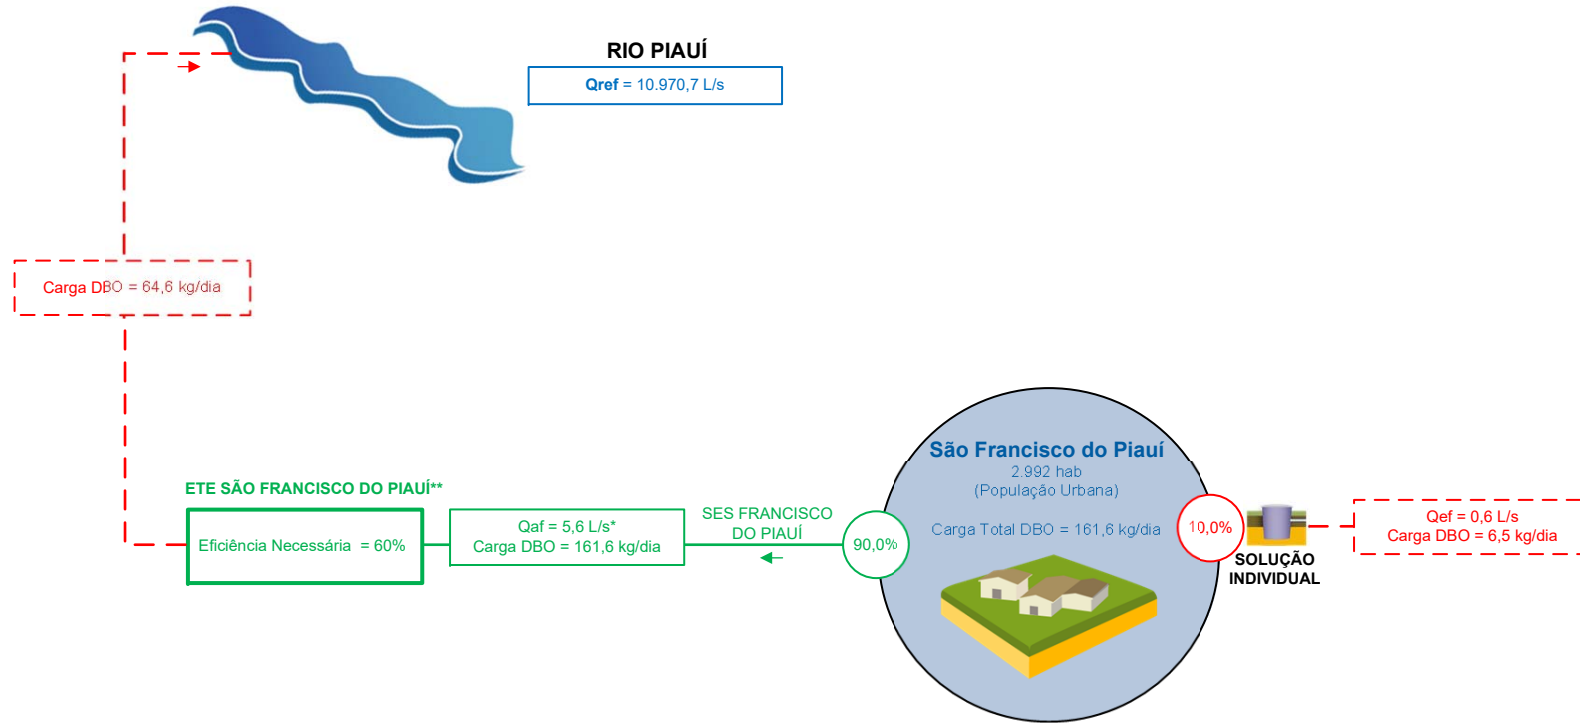 RIO PIAUÍ
Qref = 10.970,7 L/s
Carga DBO = 64,6 kg/dia
ETE SÃO FRANCISCO DO PIAUÍ**
Eficiência Necessária = 60%
Qaf = 5,6 L/s*
Carga DBO = 161,6 kg/dia
SES FRANCISCO
DO PIAUÍ
90,0%
São Francisco do Piauí
2.992 hab
(População Urbana)
Carga Total DBO = 161,6 kg/dia
10,0%
SOLUÇÃO
INDIVIDUAL
Qef = 0,6 L/s
Carga DBO = 6,5 kg/dia